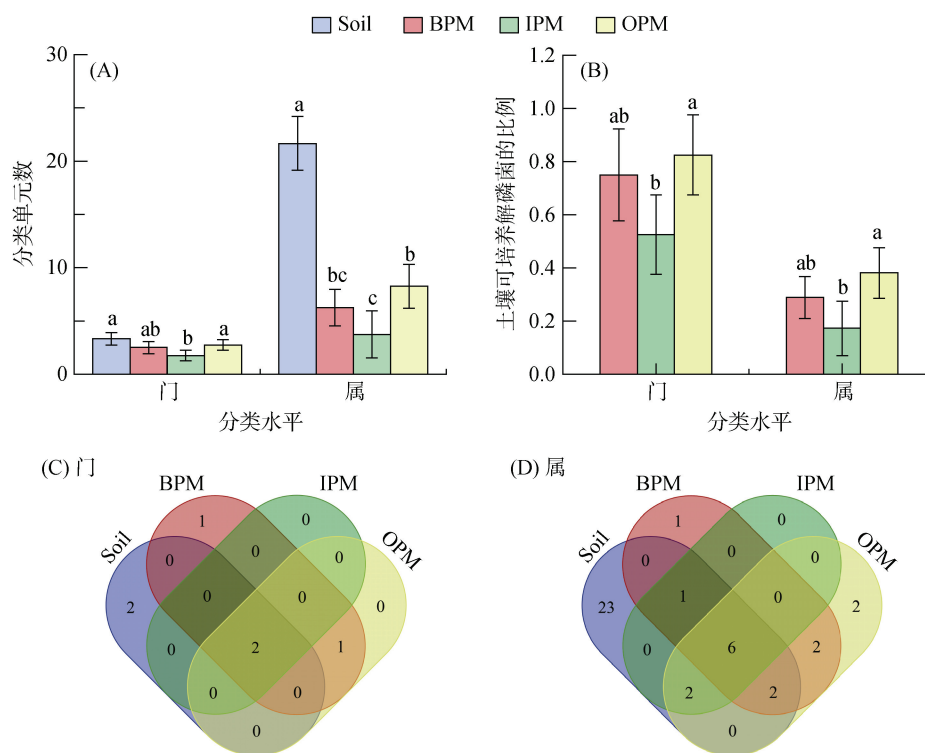 Soil BPM IPM OPM
(A)
分类单元数
30
20
10
0
a
ab
b
a
a
bc
c
b
门 属
分类水平
(B)
土壤可培养解磷菌的比例
1.2
1.0
0.8
0.6
0.4
0.2
0.0
ab
b
a
ab
b
a
门 属
分类水平
(C) 门
BPM IPM
Soil OPM
1 0
0 0 0
2 0 0 0
0 2 1
0 0
0
(D) 属
BPM IPM
Soil OPM
1 0
0 0 0
23 1 0 2
0 6 2
2 2
0